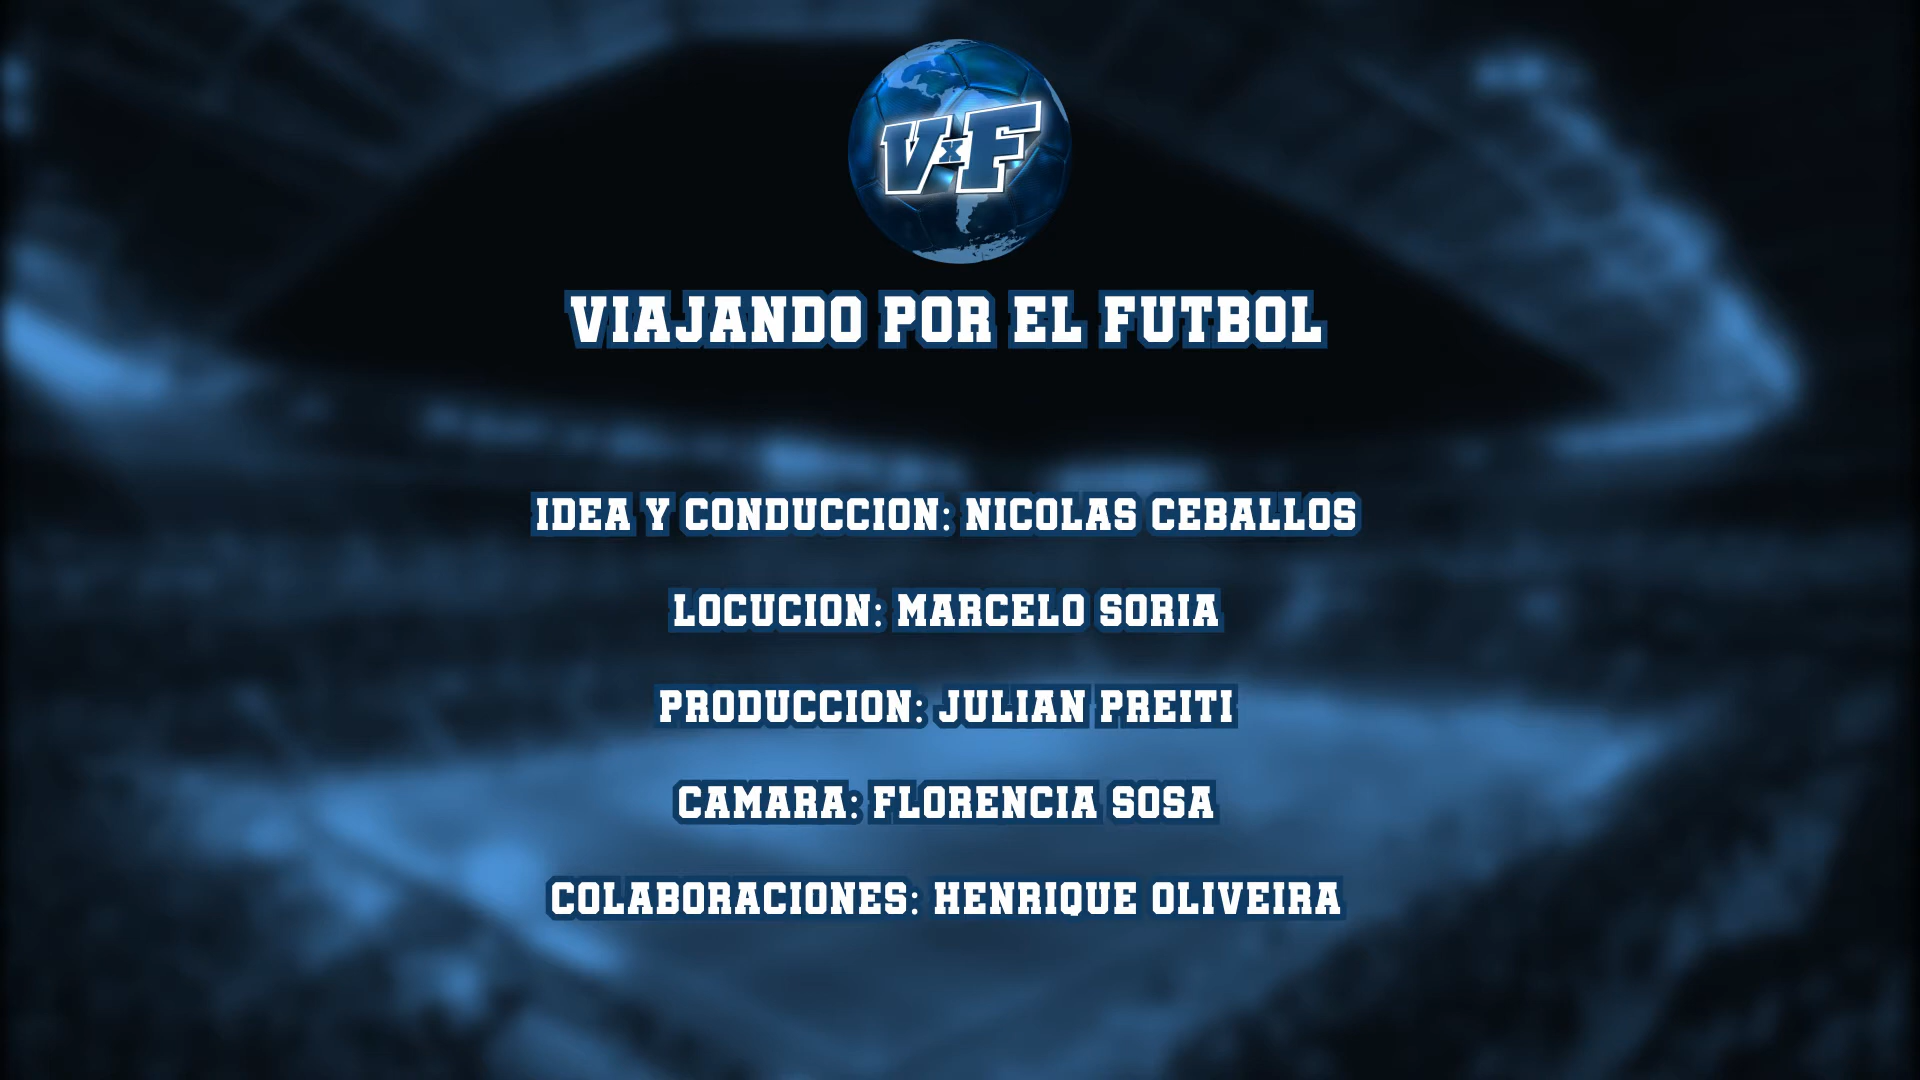 VXF
VIAJANDO POR EL FUTBOL
IDEA Y CONDUCCION: NICOLAS CEBALLOS
LOCUCION: MARCELO SORIA
PRODUCCION: JULIAN PREITI
CAMARA: FLORENCIA SOSA
COLABORACIONES: HENRIQUE OLIVEIRA